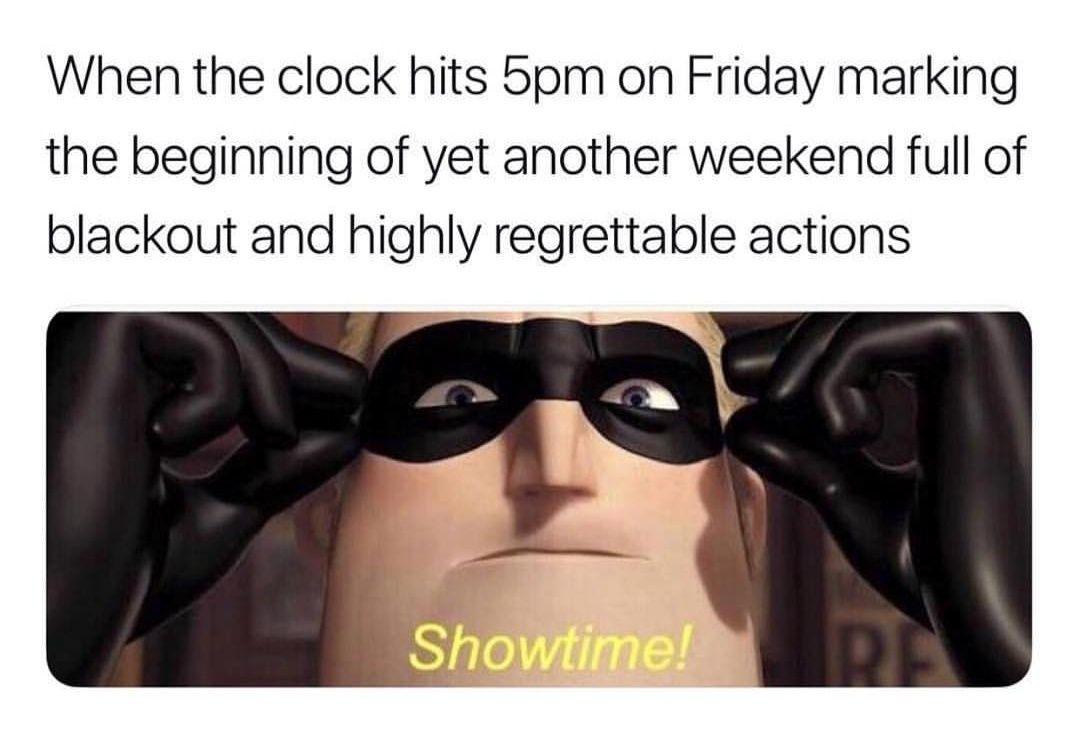 When the clock hits 5pm on Friday marking
the beginning of yet another weekend full of
blackout and highly regrettable actions
Showtime!
RE